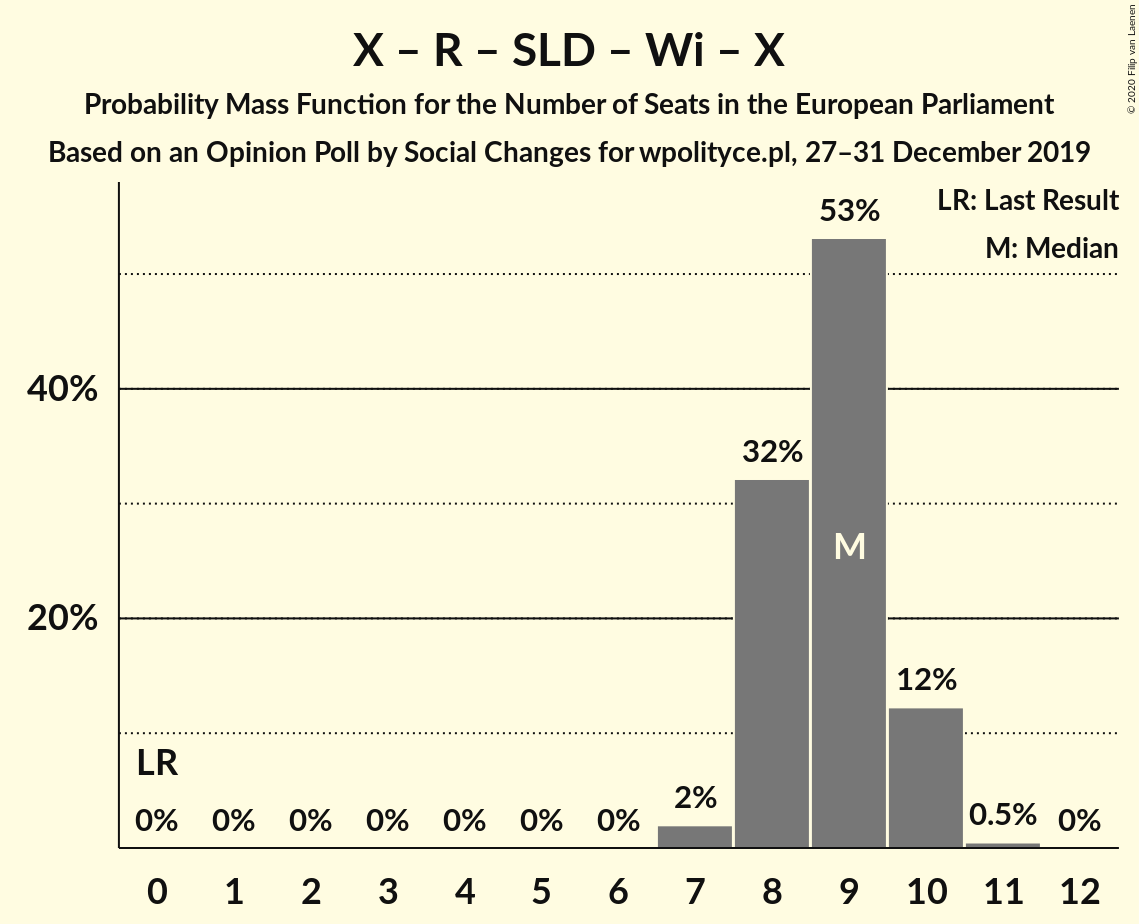 X – R – SLD – Wi – X
Probability Mass Function for the Number of Seats in the European Parliament
Based on an Opinion Poll by Social Changes for wpolityce.pl, 27–31 December 2019
© 2020 Filip van Laenen
LR: Last Result
M: Median
53%
40%
32%
M
20%
12%
LR
0% 0% 0% 0% 0% 0% 0% 2% 0.5% 0%
0 1 2 3 4 5 6 7 8 9 10 11 12